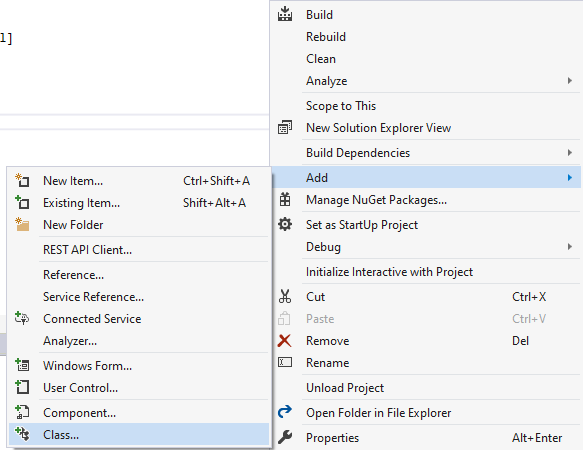 1]
Build
Rebuild
Clean
Analyze
Scope to This
New Solution Explorer View
Build Dependencies
Add
Manage NuGet Packages...
Set as StartUp Project
Debug
Initialize Interactive with Project
Cut Ctrl+X
Paste Ctrl+V
Remove Del
Rename
Unload Project
Open Folder in File Explorer
Properties Alt+Enter
New Item... Ctrl+Shift+A
Existing Item... Shift+Alt+A
New Folder
REST API Client...
Reference...
Service Reference...
Connected Service
Analyzer...
Windows Form...
User Control...
Component...
Class...